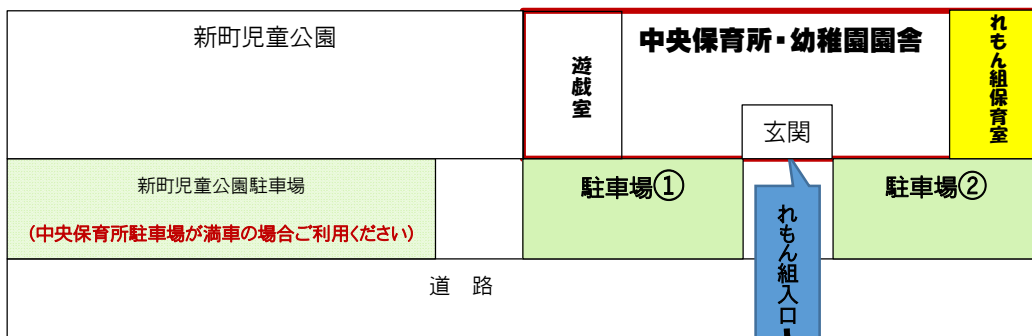 新町児童公園
中央保育所・幼稚園園舎
遊戯室
れもん組保育室
玄関
新町児童公園駐車場
(中央保育所駐車場が満車の場合ご利用ください)
駐車場①
駐車場②
れもん組入口
道 路